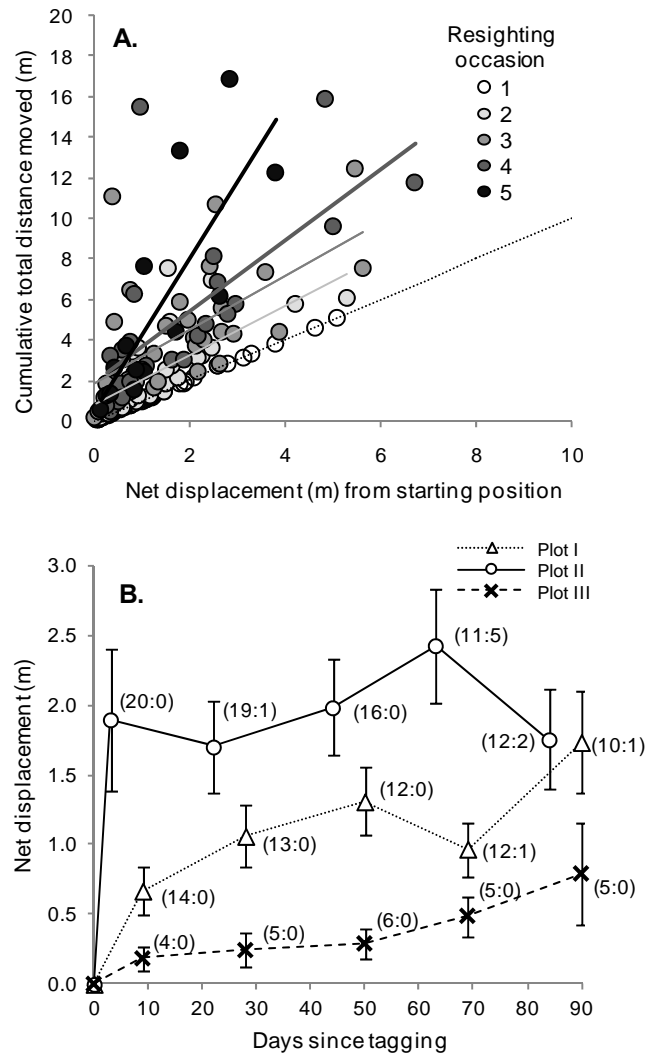 A.
Resighting
occasion
1
2
3
4
5
20
18
16
14
12
10
8
6
4
2
0
Cumulative total distance moved (m)
0 2 4 6 8 10
Net displacement (m) from starting position
Plot I
Plot II
Plot III
B.
3.0
2.5
2.0
1.5
1.0
0.5
0.0
Net displacement (m)
(20:0)
(19:1)
(16:0)
(11:5)
(12:2)
(10:1)
(14:0)
(13:0)
(12:0)
(12:1)
(4:0)
(5:0)
(6:0)
(5:0)
(5:0)
0 10 20 30 40 50 60 70 80 90
Days since tagging